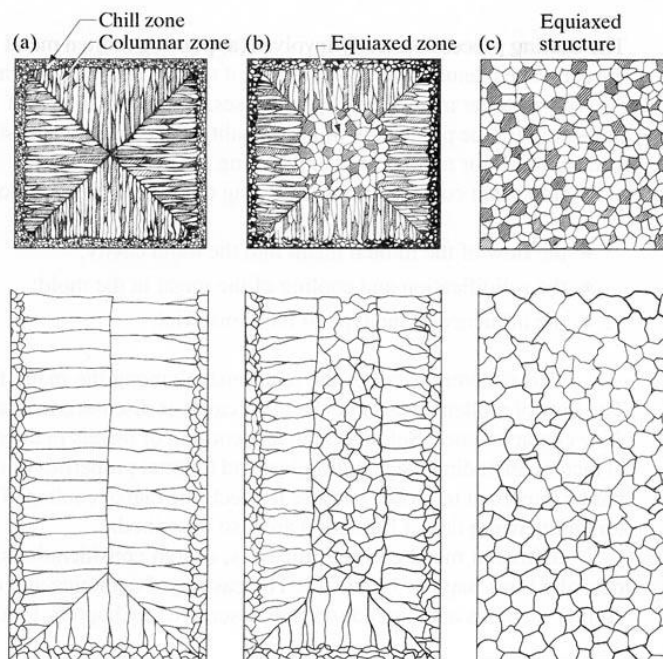 (a)
Chill zone
Columnar zone
(b)
Equiaxed zone
(c)
Equiaxed
structure